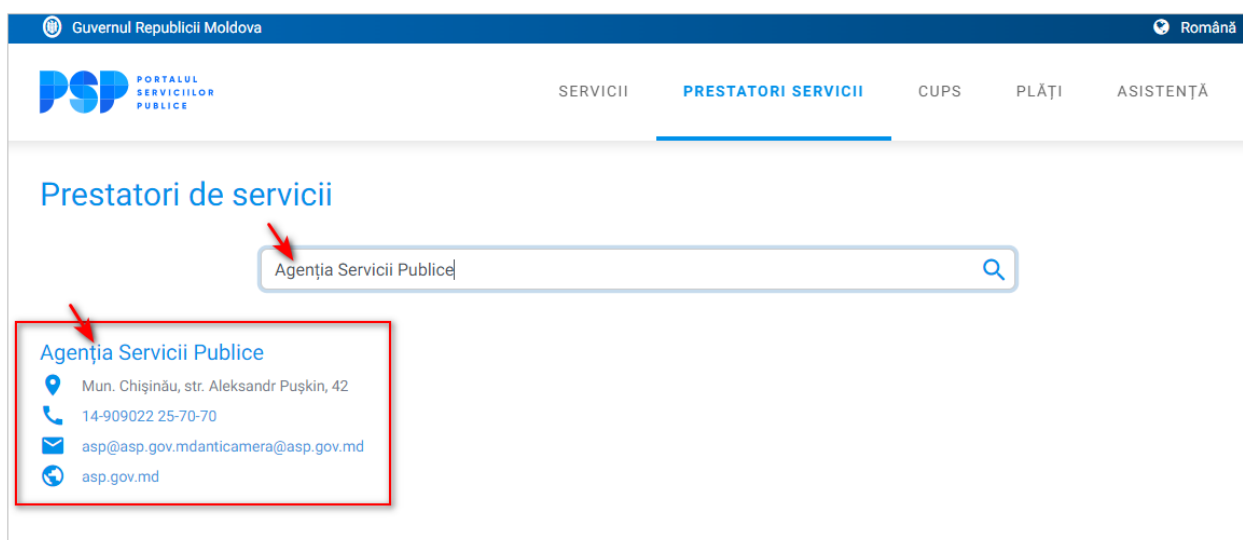 Guvernul Republicii Moldova
Română
PORTALUL
SERVICIILOR
PUBLICE
PSP
SERVICII
PRESTATORI SERVICII
CUPS
PLĂȚI
ASISTENȚĂ
Prestatori de servicii
Agenția Servicii Publice
Agenția Servicii Publice
Mun. Chişinău, str. Aleksandr Pușkin, 42
14-909022 25-70-70
asp@asp.gov.mdanticamera@asp.gov.md
asp.gov.md